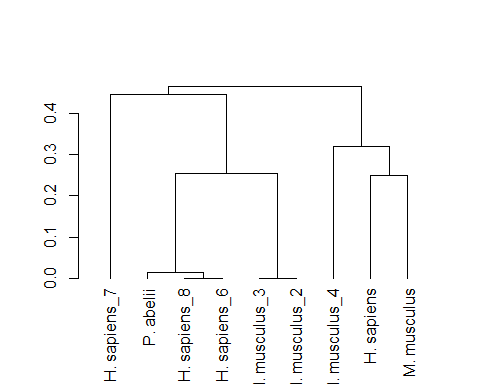 0.4
0.3
0.2
0.1
0.0
H. sapiens_7
P. abelii
H. sapiens_8
H. sapiens_6
I. musculus_3
I. musculus_2
I. musculus_4
H. sapiens
M. musculus